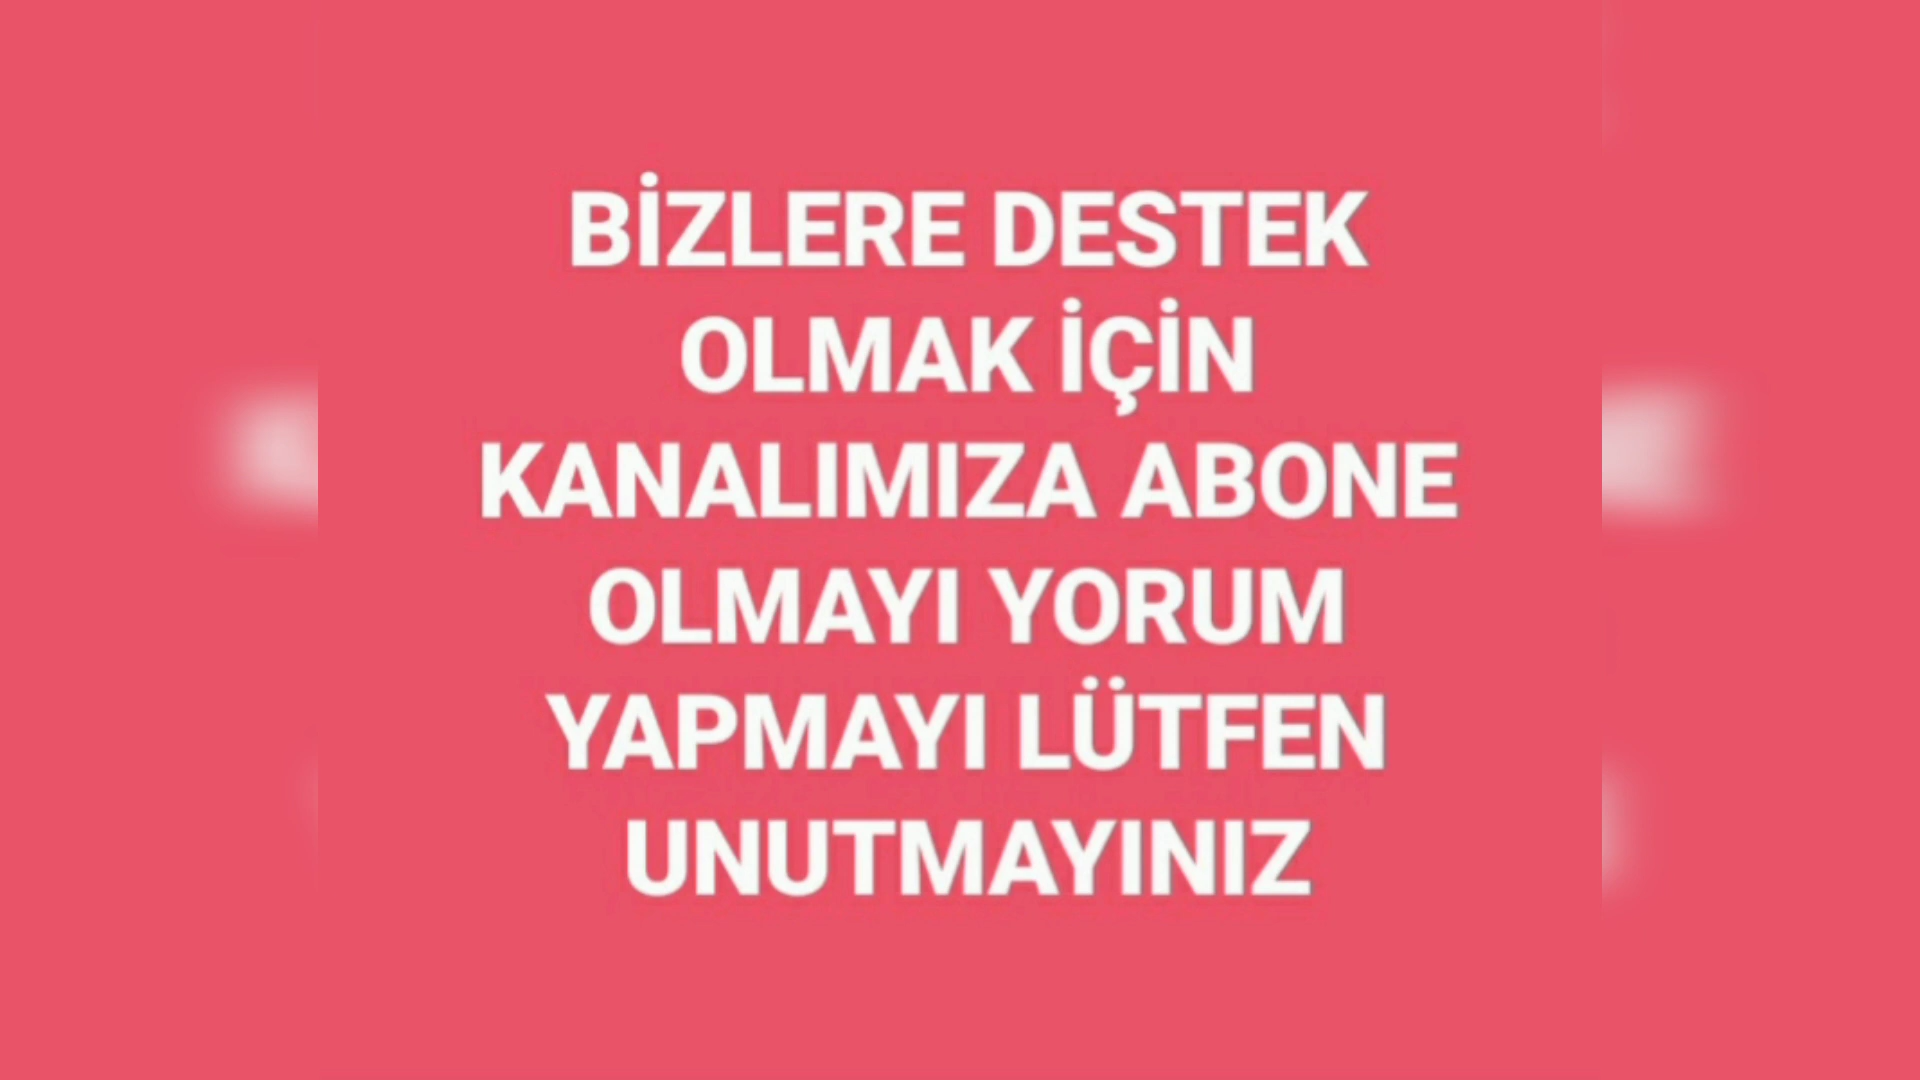 BİZLERE DESTEK
OLMAK İÇİN
KANALIMIZA ABONE
OLMAYI YORUM
YAPMAYI LÜTFEN
UNUTMAYINIZ